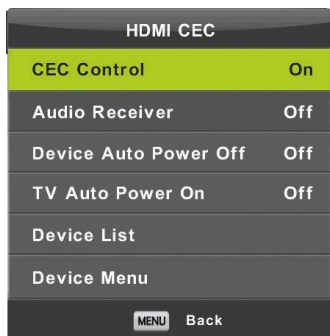 HDMI CEC
CEC Control On
Audio Receiver Off
Device Auto Power Off Off
TV Auto Power On Off
Device List
Device Menu
MENU Back